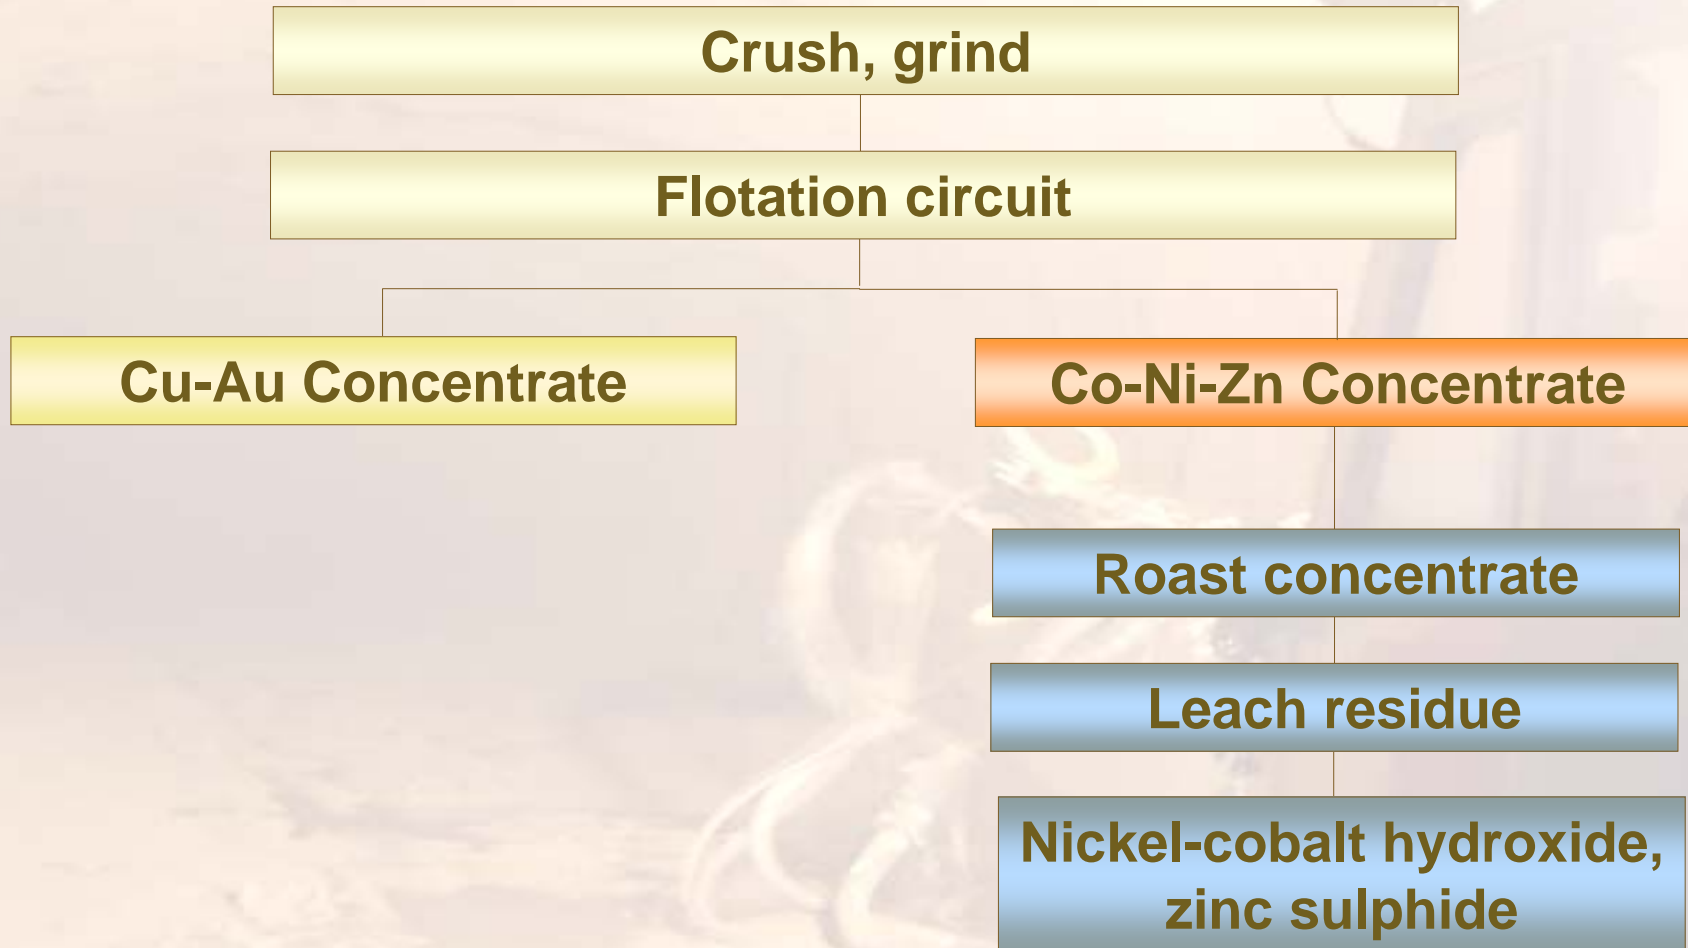 Crush, grind
Flotation circuit
Cu-Au Concentrate
Co-Ni-Zn Concentrate
Roast concentrate
Leach residue
Nickel-cobalt hydroxide,
zinc sulphide